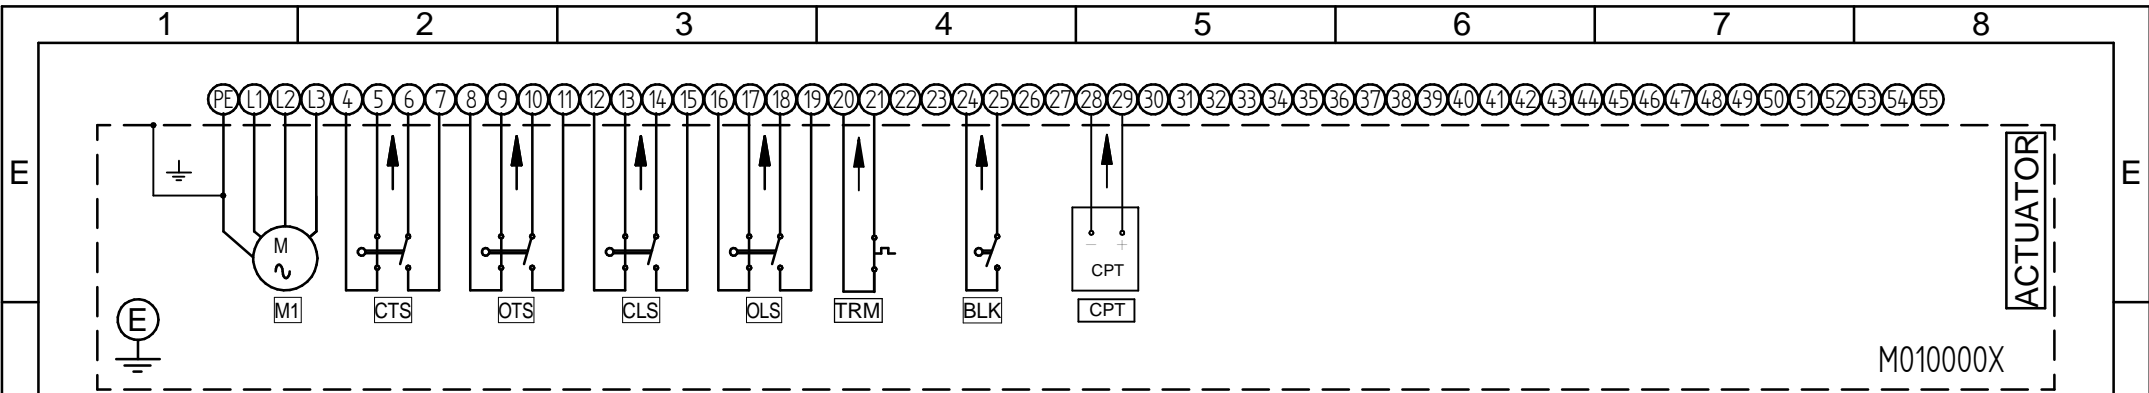 1 2 3 4 5 6 7 8
PE L1 L2 L3 4 5 6 7 8 9 10 11 12 13 14 15 16 17 18 19 20 21 22 23 24 25 26 27 28 29 30 31 32 33 34 35 36 37 38 39 40 41 42 43 44 45 46 47 48 49 50 51 52 53 54 55
E E
ACTUATOR
M
- +
CPT
M1 CTS OTS CLS OLS TRM BLK CPT
E
M010000X